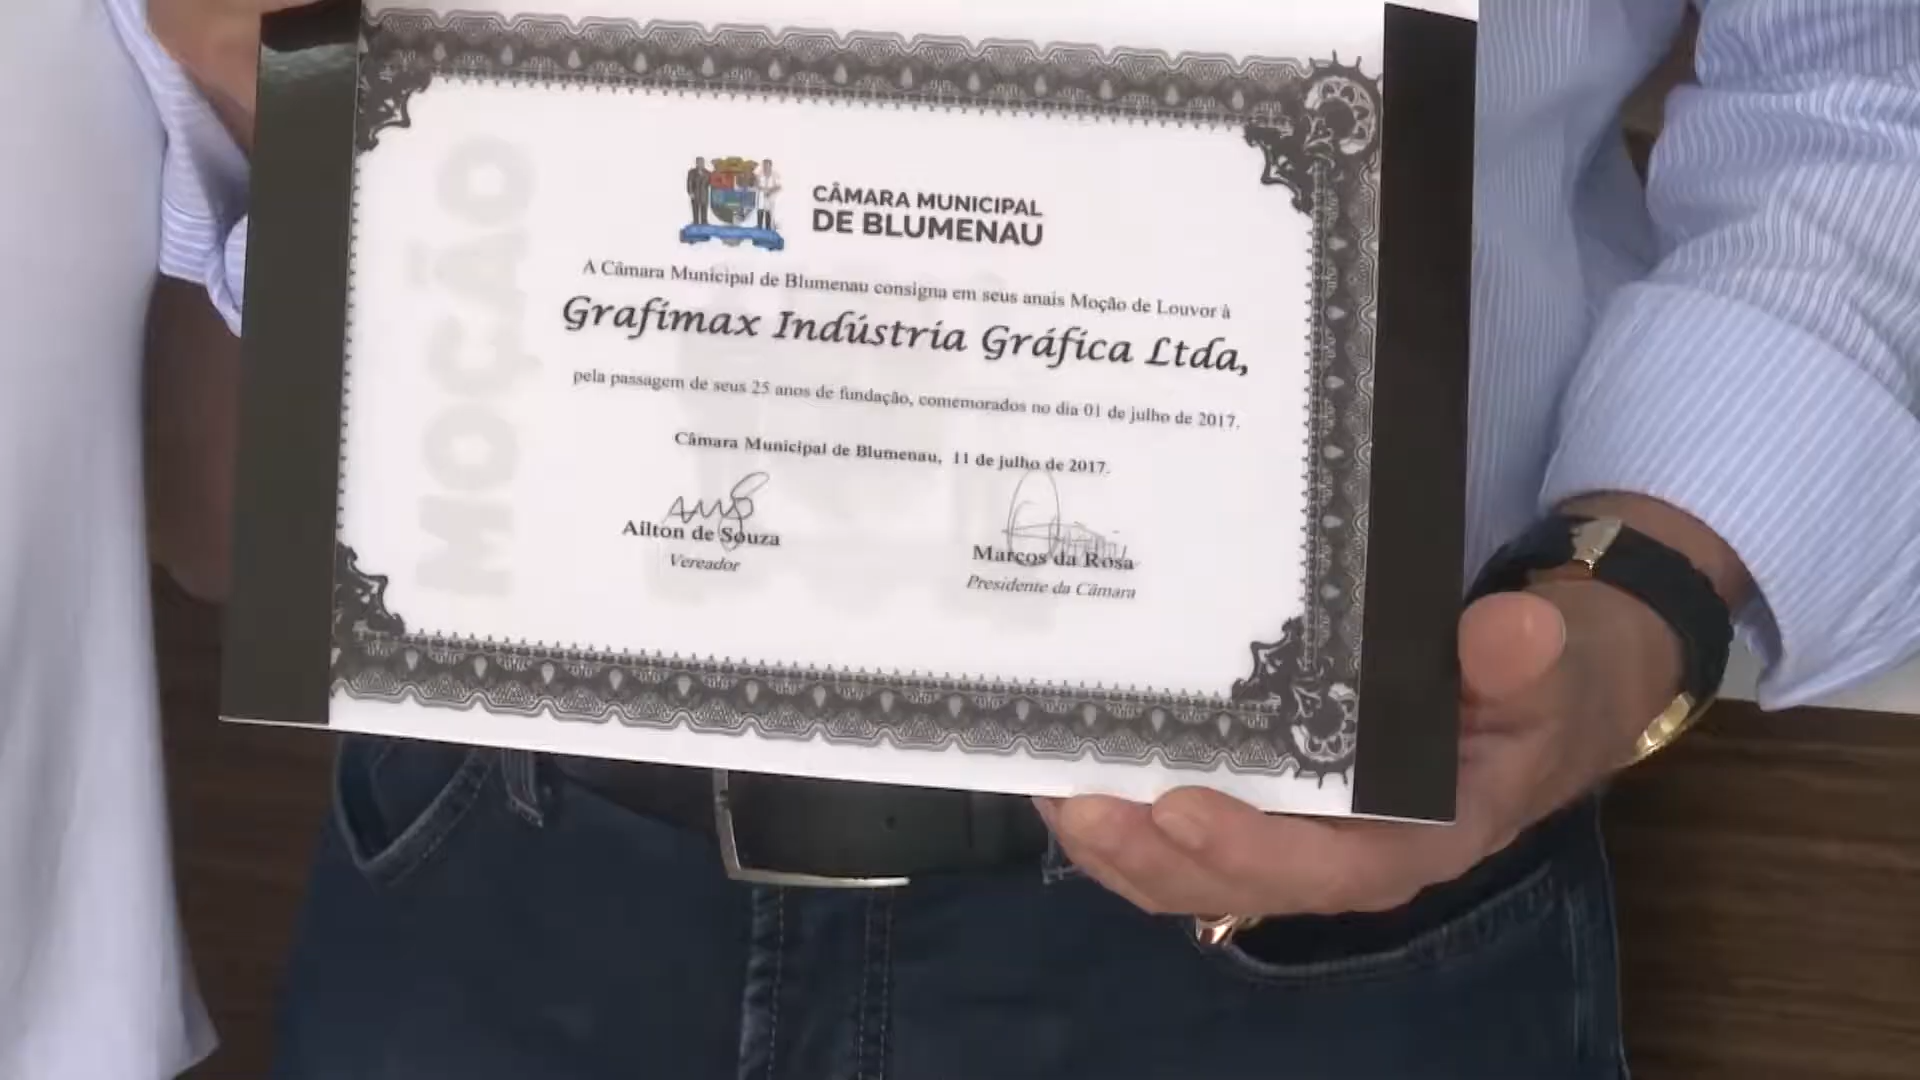 MOÇÃO
CÂMARA MUNICIPAL
DE BLUMENAU
A Câmara Municipal de Blumenau consigna em seus anais Moção de Louvor à
Grafimax Indústria Gráfica Ltda,
pela passagem de seus 25 anos de fundação, comemorados no dia 01 de julho de 2017.
Câmara Municipal de Blumenau, 11 de julho de 2017.
Ailton de Souza
Vereador
Marcos da Rosa
Presidente da Câmara